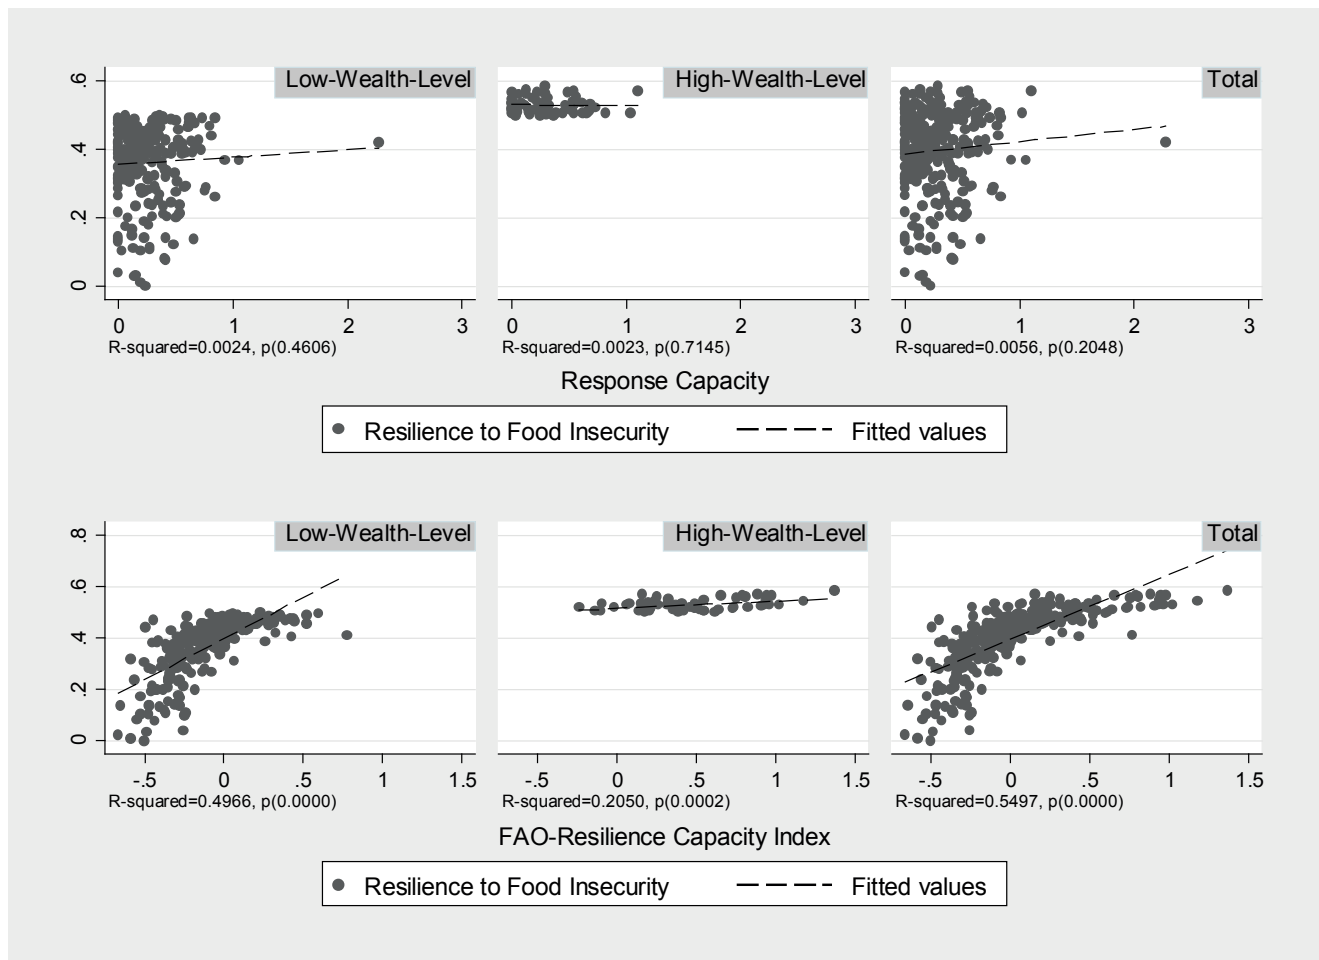 Low-Wealth-Level High-Wealth-Level Total
.6
.4
.2
0
0 1 2 3 0 1 2 3 0 1 2 3
R-squared=0.0024, p(0.4606) R-squared=0.0023, p(0.7145) R-squared=0.0056, p(0.2048)
Response Capacity
Resilience to Food Insecurity Fitted values
Low-Wealth-Level High-Wealth-Level Total
.8
.6
.4
.2
0
-.5 0 .5 1 1.5 -.5 0 .5 1 1.5 -.5 0 .5 1 1.5
R-squared=0.4966, p(0.0000) R-squared=0.2050, p(0.0002) R-squared=0.5497, p(0.0000)
FAO-Resilience Capacity Index
Resilience to Food Insecurity Fitted values